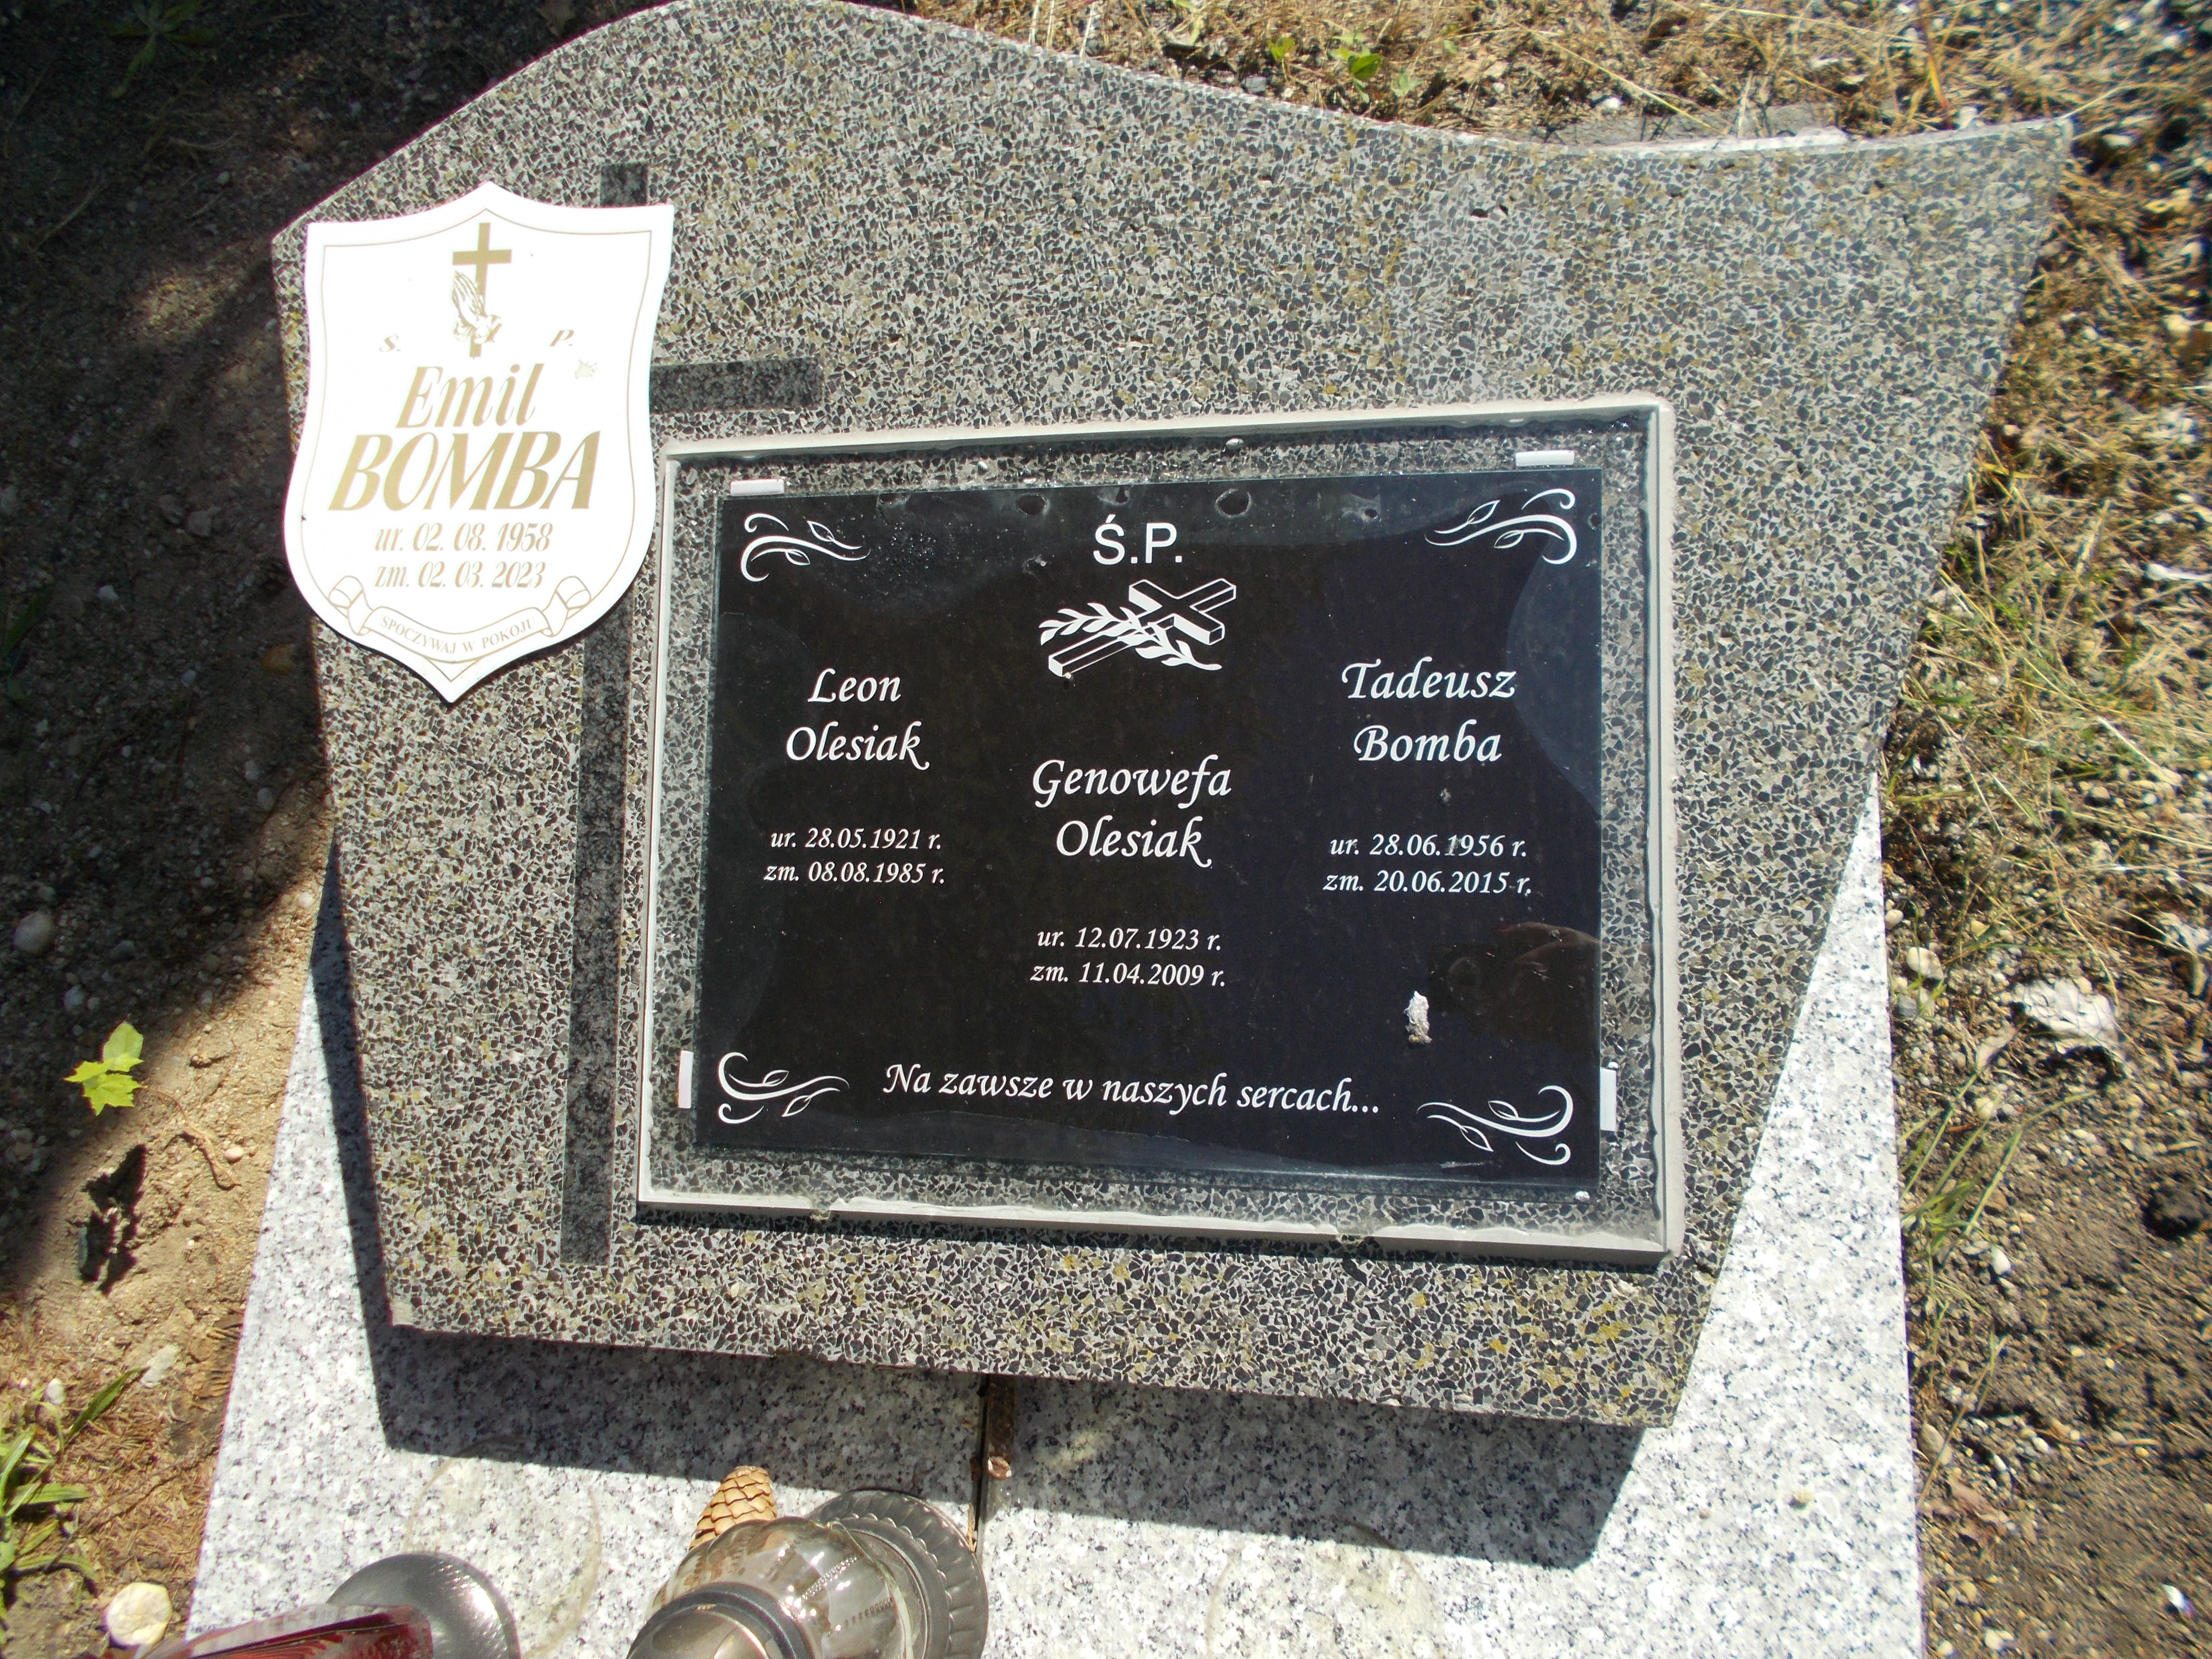 S. P.
Emil
BOMBA
ur. 02. 08. 1958
zm. 02. 03. 2023
SPOCZYWAJ W POKOJU
Ś.P.
Leon
Olesiak
ur. 28.05.1921 r.
zm. 08.08.1985 r.
Genowefa
Olesiak
ur. 12.07.1923 r.
zm. 11.04.2009 r.
Tadeusz
Bomba
ur. 28.06.1956 r.
zm. 20.06.2015 r.
Na zawsze w naszych sercach...